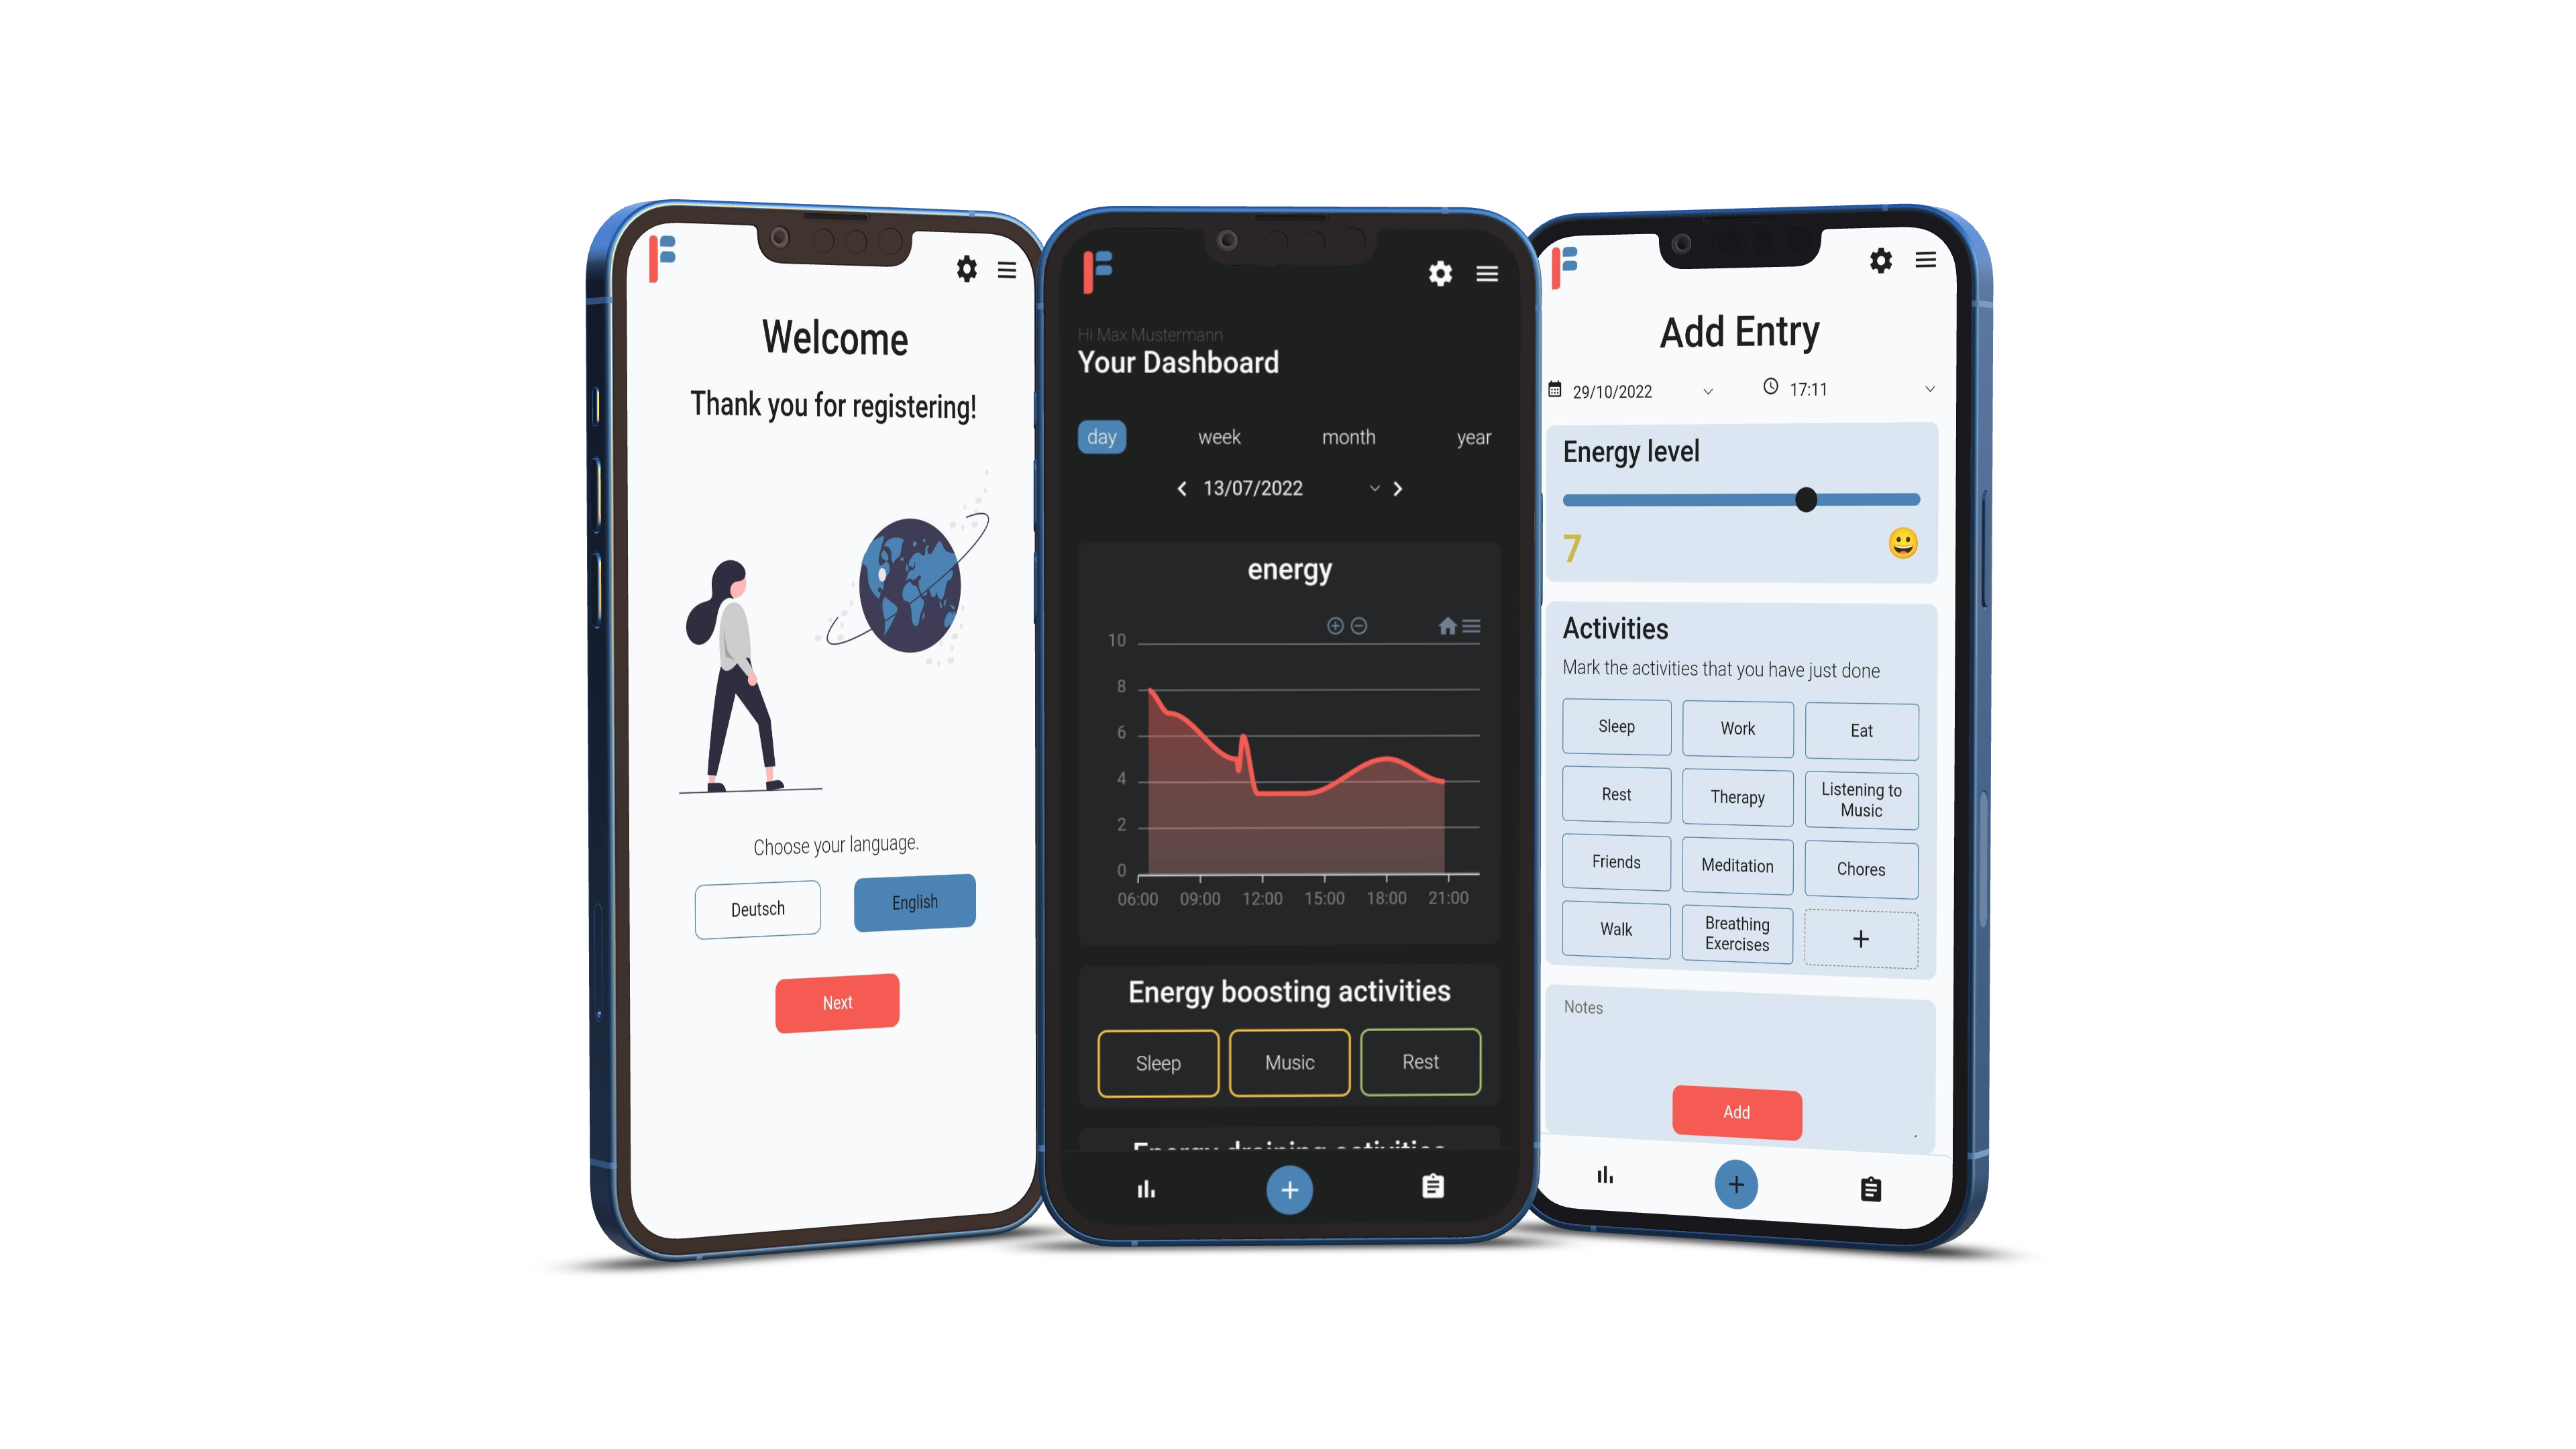 Welcome
Thank you for registering!
Choose your language.
Deutsch
English
Next
Hi Max Mustermann
Your Dashboard
day week month year
13/07/2022
energy
10
8
6
4
2
0
06:00 09:00 12:00 15:00 18:00 21:00
Energy boosting activities
Sleep Music Rest
Energy draining activities
Add Entry
29/10/2022 17:11
Energy level
7
Activities
Mark the activities that you have just done
Sleep Work Eat
Rest Therapy Listening to
Music
Friends Meditation Chores
Walk Breathing
Exercises +
Notes
Add